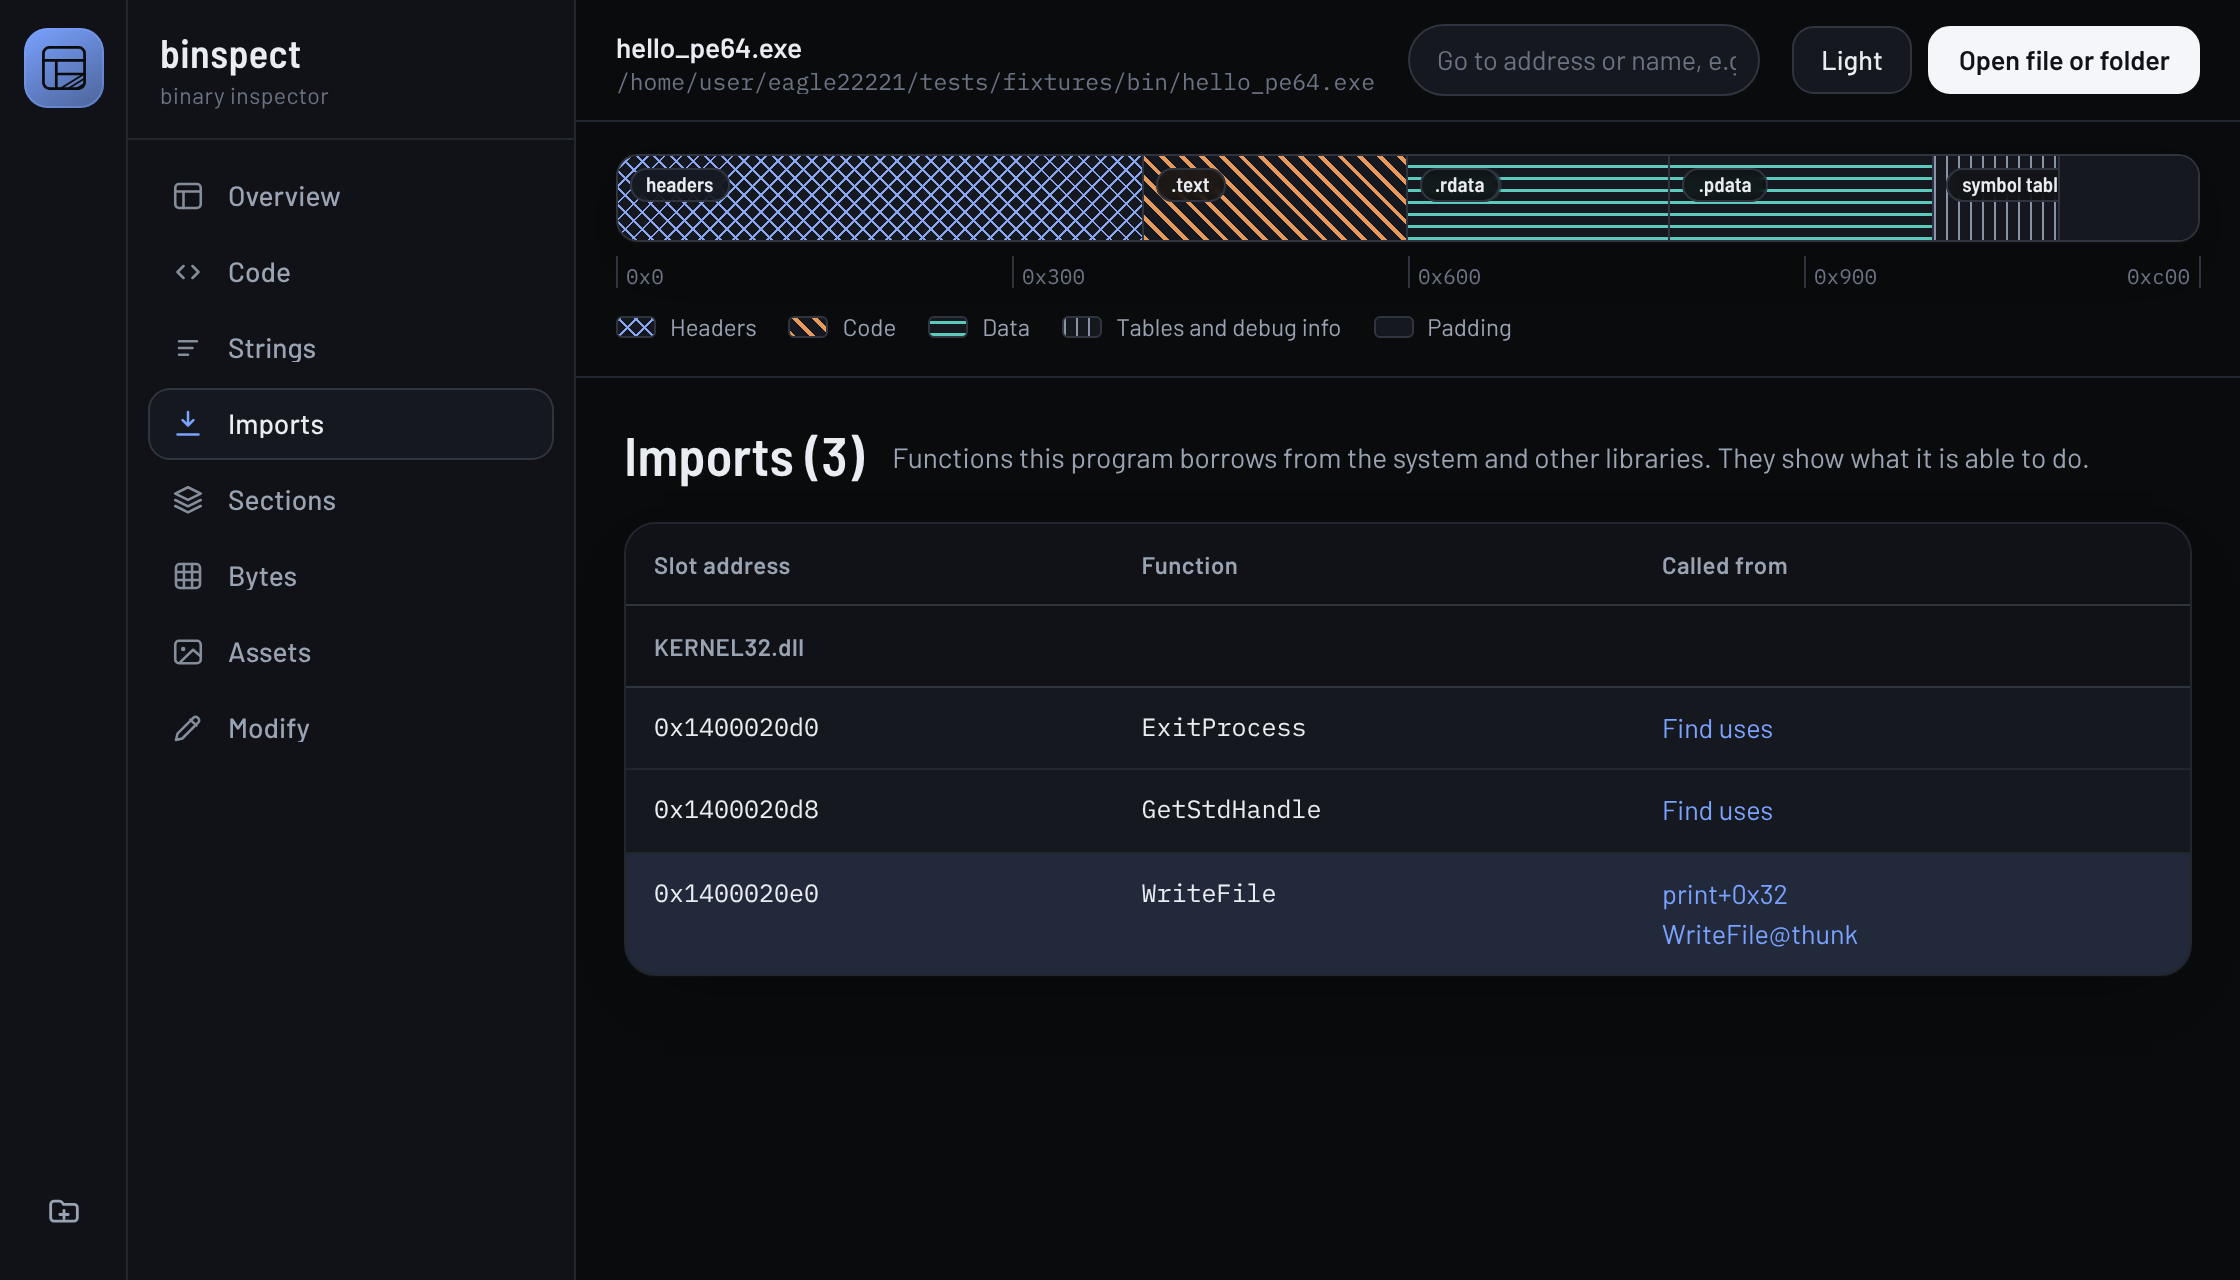 binspect
binary inspector
Overview
Code
Strings
Imports
Sections
Bytes
Assets
Modify
hello_pe64.exe
/home/user/eagle22221/tests/fixtures/bin/hello_pe64.exe
Go to address or name, e.g
Light
Open file or folder
headers
.text
.rdata
.pdata
symbol tabl
0x0
0x300
0x600
0x900
0xc00
Headers
Code
Data
Tables and debug info
Padding
Imports (3)
Functions this program borrows from the system and other libraries. They show what it is able to do.
Slot address Function Called from
KERNEL32.dll
0x1400020d0 ExitProcess Find uses
0x1400020d8 GetStdHandle Find uses
0x1400020e0 WriteFile print+0x32
WriteFile@thunk